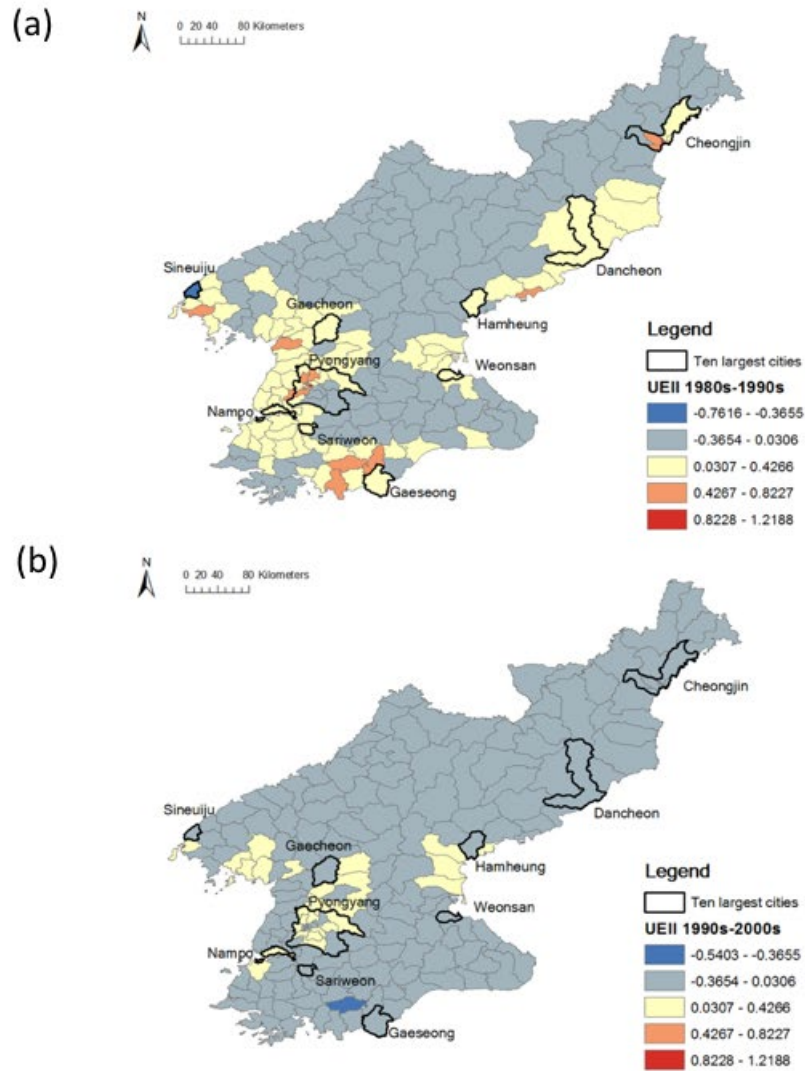 (a)
N
0 20 40 80 Kilometers
Cheongjin
Dancheon
Sineuiju
Gaecheon
Hamheung
Pyongyang
Weonsan
Nampo
Sariweon
Gaeseong
Legend
Ten largest cities
UEII 1980s-1990s
-0.7616 - -0.3655
-0.3654 - 0.0306
0.0307 - 0.4266
0.4267 - 0.8227
0.8228 - 1.2188
(b)
N
0 20 40 80 Kilometers
Cheongjin
Dancheon
Sineuiju
Gaecheon
Hamheung
Pyongyang
Weonsan
Nampo
Sariweon
Gaeseong
Legend
Ten largest cities
UEII 1990s-2000s
-0.5403 - -0.3655
-0.3654 - 0.0306
0.0307 - 0.4266
0.4267 - 0.8227
0.8228 - 1.2188